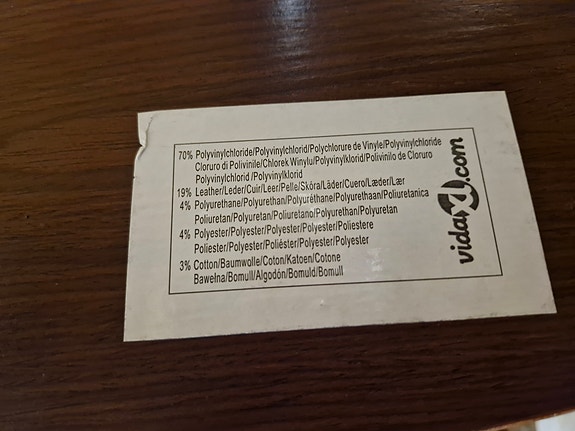 70% Polyvinylchloride/Polyvinylchlorid/Polychlorure de Vinyle/Polyvinylchloride
Cloruro di Polivinile/Chlorek Winylu/Polyvinylklorid/Polivinilo de Cloruro
Polyvinylchlorid/Polyvinylklorid
19% Leather/Leder/Cuir/Leer/Pelle/Skóra/Läder/Cuero/Læder/Lær
4% Polyurethane/Polyurethan/Polyuréthane/Polyurethaan/Poliuretanica
Poliuretan/Polyuretan/Poliuretano/Polyurethan/Polyuretan
4% Polyester/Polyester/Polyester/Polyester/Poliestere
Poliester/Polyester/Poliéster/Polyester/Polyester
3% Cotton/Baumwolle/Coton/Katoen/Cotone
Bawełna/Bomull/Algodón/Bomuld/Bomull
vidaXL.com